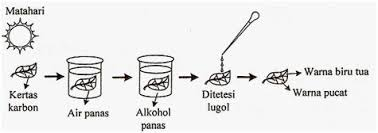 Matahari
Kertas
karbon
Air panas
Alkohol
panas
Ditetesi
lugol
Warna biru tua
Warna pucat